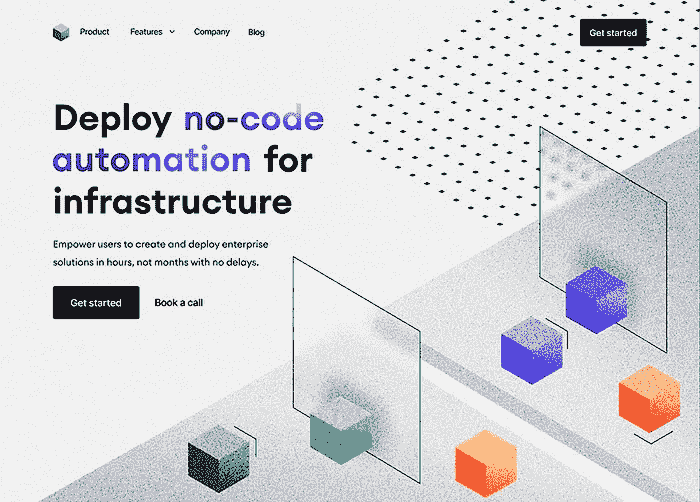 Product Features Company Blog Get started
Deploy no-code
automation for
infrastructure
Empower users to create and deploy enterprise
solutions in hours, not months with no delays.
Get started Book a call